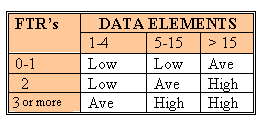 FTR's DATA ELEMENTS
1-4 5-15 > 15
0-1 Low Low Ave
2 Low Ave High
3 or more Ave High High